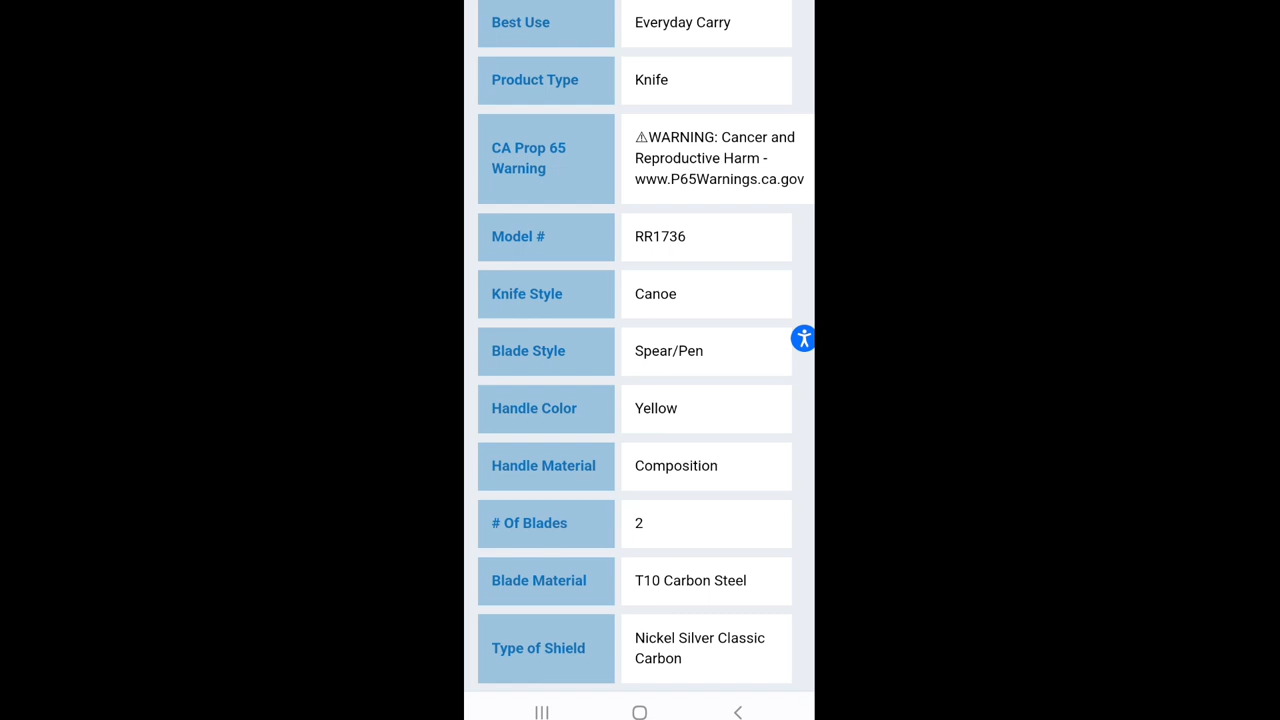 Best Use
Everyday Carry
Product Type
Knife
CA Prop 65
Warning
⚠WARNING: Cancer and
Reproductive Harm -
www.P65Warnings.ca.gov
Model #
RR1736
Knife Style
Canoe
Blade Style
Spear/Pen
Handle Color
Yellow
Handle Material
Composition
# Of Blades
2
Blade Material
T10 Carbon Steel
Type of Shield
Nickel Silver Classic
Carbon